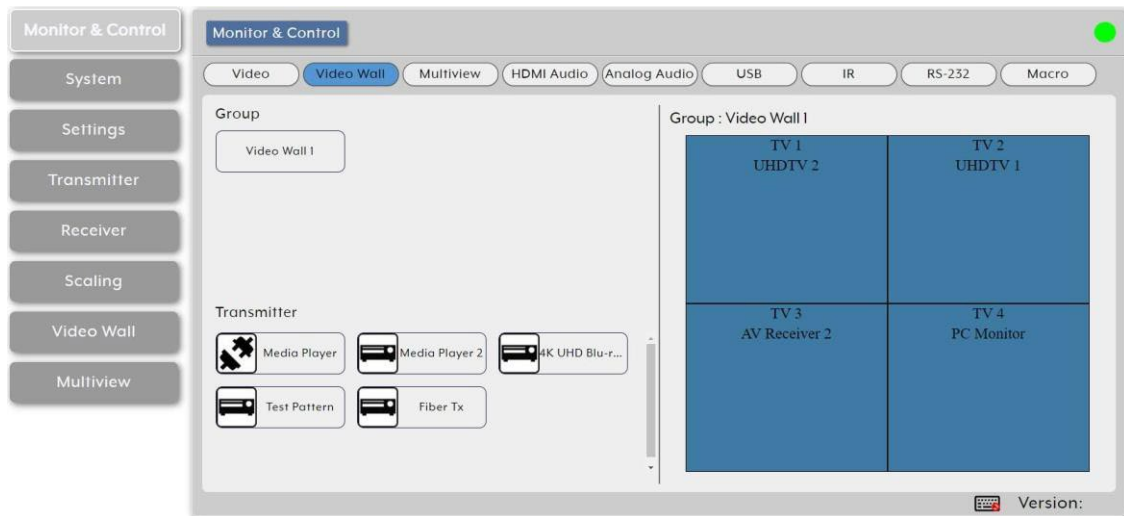 Monitor & Control
System
Settings
Transmitter
Receiver
Scaling
Video Wall
Multiview
Monitor & Control
Video
Video Wall
Multiview
HDMI Audio
Analog Audio
USB
IR
RS-232
Macro
Group
Video Wall 1
Transmitter
Media Player
Media Player 2
4K UHD Blu-r...
Test Pattern
Fiber Tx
Group : Video Wall 1
TV 1
UHDTV 2
TV 2
UHDTV 1
TV 3
AV Receiver 2
TV 4
PC Monitor
Version: